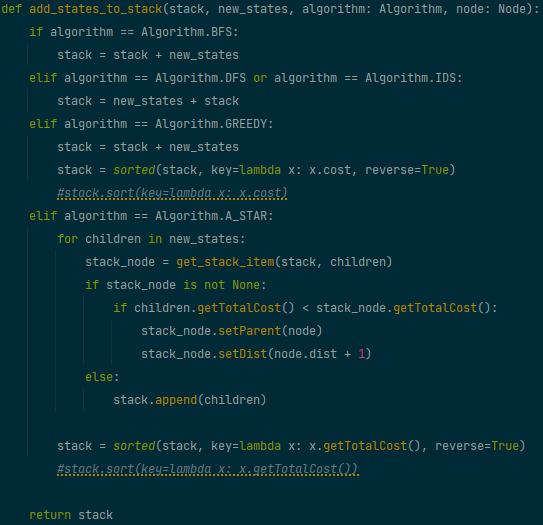 def add_states_to_stack(stack, new_states, algorithm: Algorithm, node: Node):
    if algorithm == Algorithm.BFS:
        stack = stack + new_states
    elif algorithm == Algorithm.DFS or algorithm == Algorithm.IDS:
        stack = new_states + stack
    elif algorithm == Algorithm.GREEDY:
        stack = stack + new_states
        stack = sorted(stack, key=lambda x: x.cost, reverse=True)
        #stack.sort(key=lambda x: x.cost)
    elif algorithm == Algorithm.A_STAR:
        for children in new_states:
            stack_node = get_stack_item(stack, children)
            if stack_node is not None:
                if children.getTotalCost() < stack_node.getTotalCost():
                    stack_node.setParent(node)
                    stack_node.setDist(node.dist + 1)
            else:
                stack.append(children)

        stack = sorted(stack, key=lambda x: x.getTotalCost(), reverse=True)
        #stack.sort(key=lambda x: x.getTotalCost())

    return stack